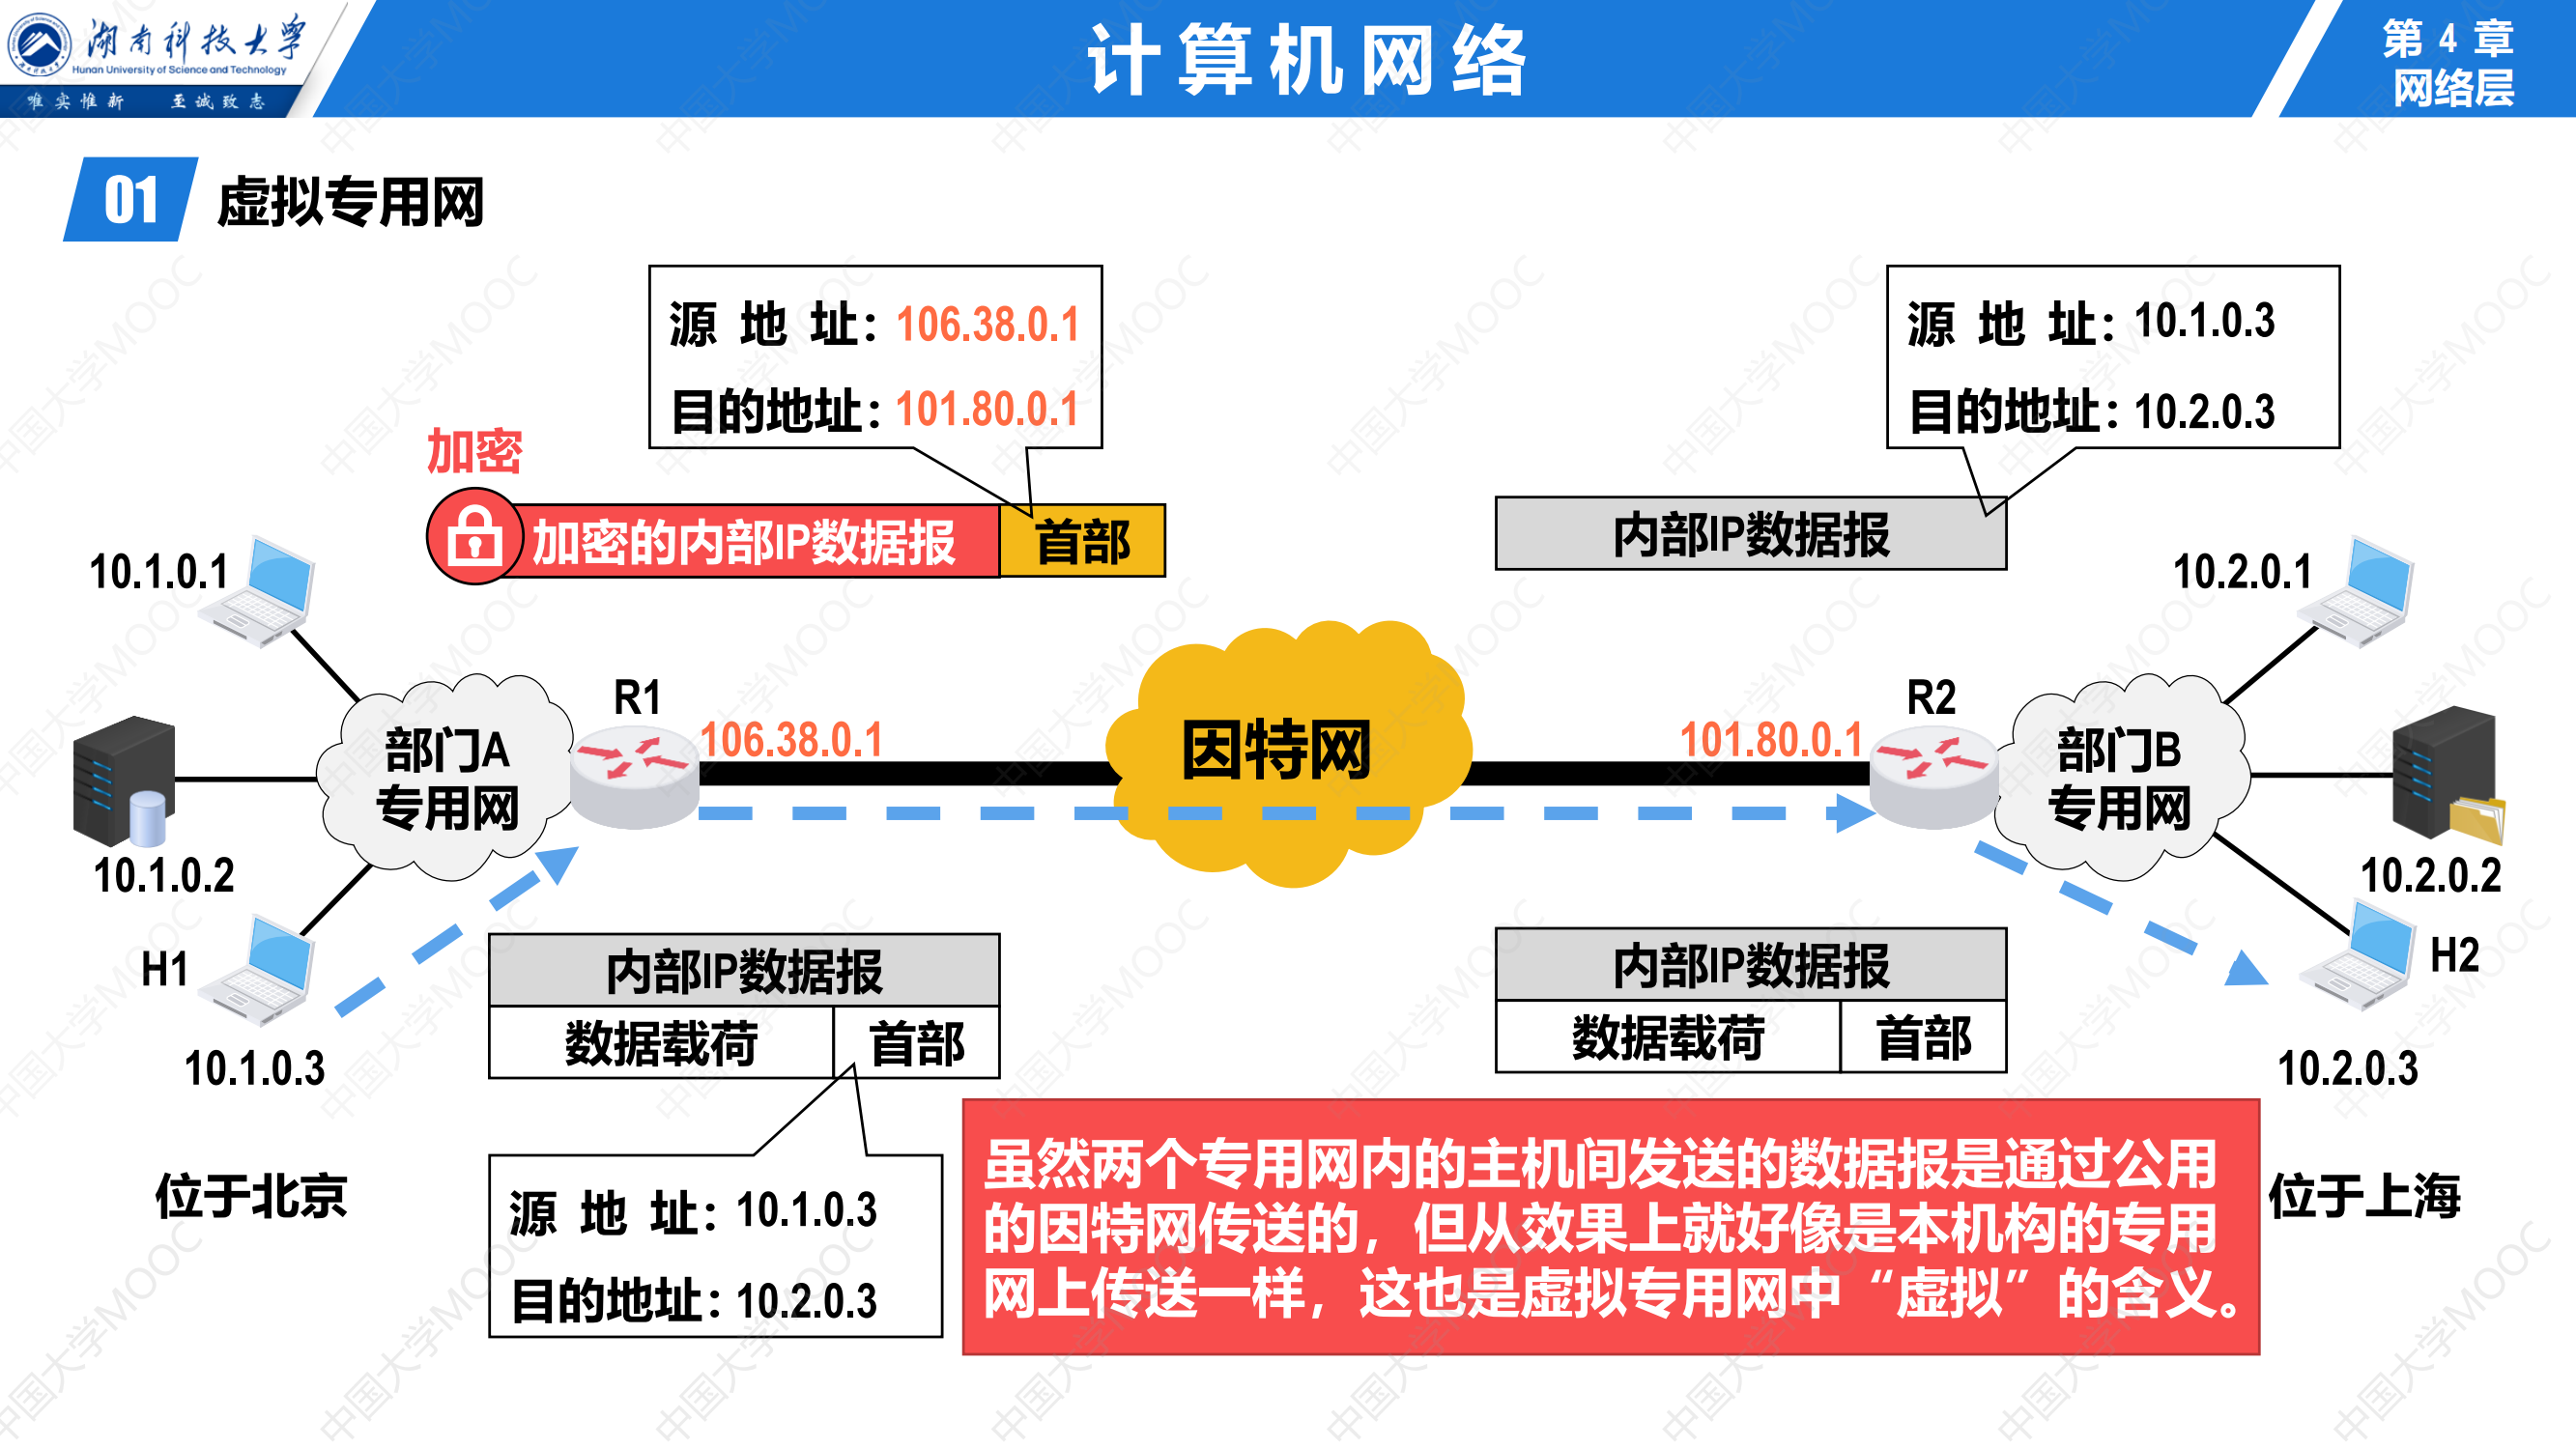 湖南科技大学
Hunan University of Science and Technology
唯实惟新 至诚致志
计算机网络
第 4 章
网络层
01 虚拟专用网
源 地 址：106.38.0.1
目的地址：101.80.0.1
源 地 址：10.1.0.3
目的地址：10.2.0.3
加密
加密的内部IP数据报 首部
内部IP数据报
10.1.0.1
10.2.0.1
R1
R2
106.38.0.1
101.80.0.1
部门A
专用网
因特网
部门B
专用网
10.1.0.2
10.2.0.2
H1
H2
内部IP数据报
数据载荷 首部
内部IP数据报
数据载荷 首部
10.1.0.3
10.2.0.3
位于北京
位于上海
源 地 址：10.1.0.3
目的地址：10.2.0.3
虽然两个专用网内的主机间发送的数据报是通过公用
的因特网传送的，但从效果上就好像是本机构的专用
网上传送一样，这也是虚拟专用网中“虚拟”的含义。
中国大学MOOC